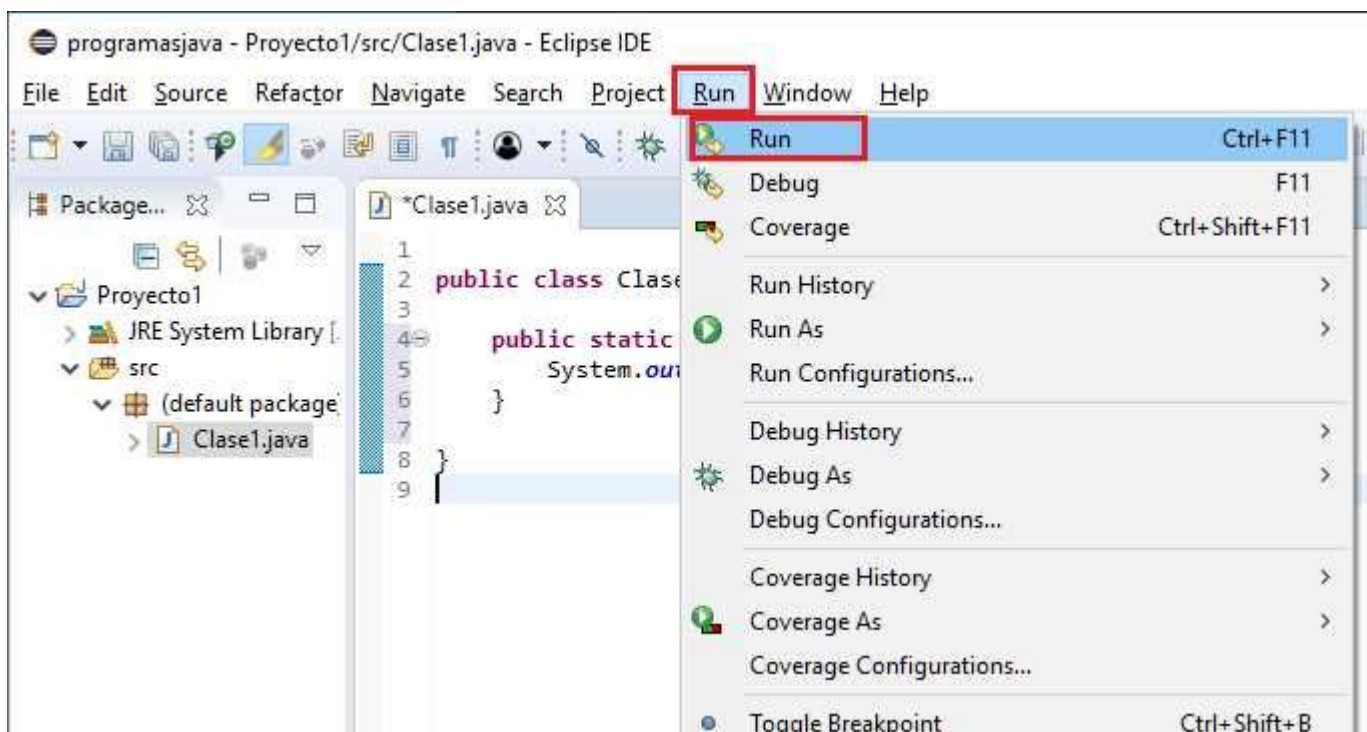 programasjava - Proyecto1/src/Clase1.java - Eclipse IDE
File Edit Source Refactor Navigate Search Project Run Window Help
Package...
Proyecto1
JRE System Library [.
src
(default package)
Clase1.java
*Clase1.java
1
2 public class Clase
3
4 public static
5 System.out
6 }
7
8 }
9
Run Ctrl+F11
Debug F11
Coverage Ctrl+Shift+F11
Run History
Run As
Run Configurations...
Debug History
Debug As
Debug Configurations...
Coverage History
Coverage As
Coverage Configurations...
Toggle Breakpoint Ctrl+Shift+B